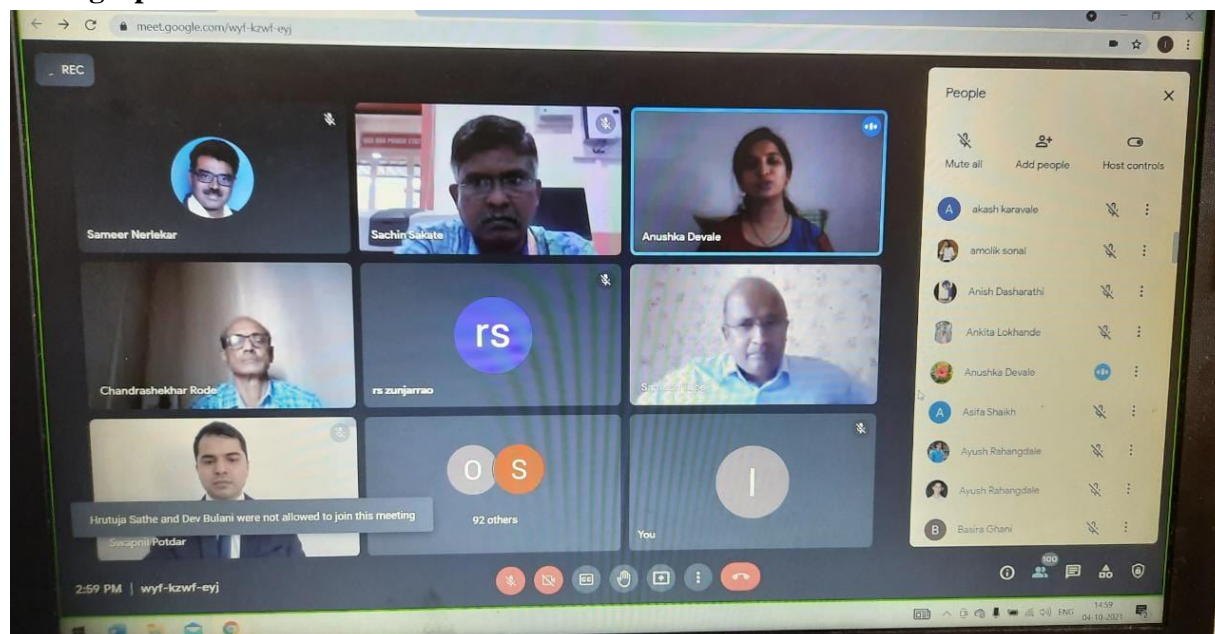 meet.google.com/wyf-kzwf-eyj
REC
People
Mute all
Add people
Host controls
Sameer Nerlekar
Sachin Sakate
Anushka Devale
A akash karavale
amolik sonal
Anish Dasharathi
Ankita Lokhande
Anushka Devale
A Asifa Shaikh
Ayush Rahangdale
Ayush Rahangdale
B Basira Ghani
Chandrashekhar Rode
rs
rs zunjarrao
Hrutuja Sathe and Dev Bulani were not allowed to join this meeting
Swapnil Potdar
O S
92 others
I
You
2:59 PM | wyf-kzwf-eyj
CC
100
ENG
14:59
04-10-2021